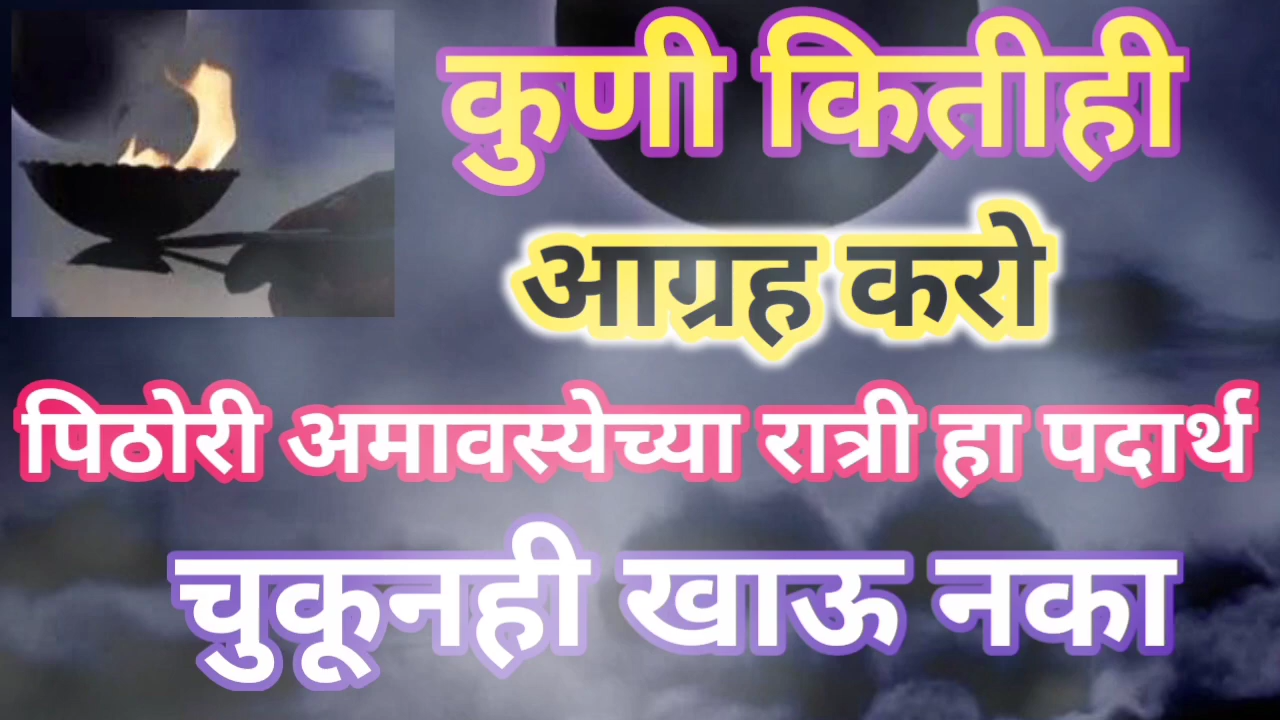 कुणी कितीही
आग्रह करो
पिठोरी अमावस्येच्या रात्री हा पदार्थ
चुकूनही खाऊ नका